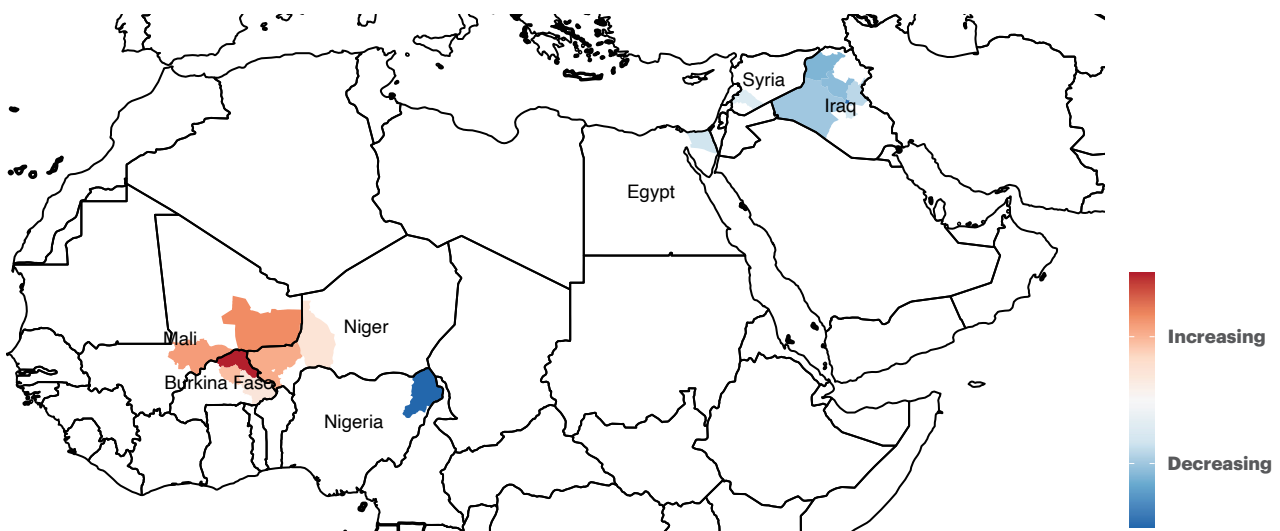 Syria
Iraq
Egypt
Niger
Mali
Burkina Faso
Nigeria
Increasing
Decreasing